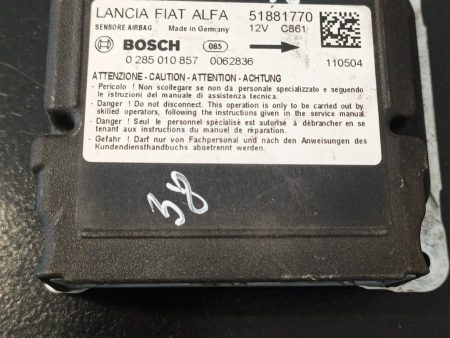 LANCIA FIAT ALFA 51881770
SENSORE AIRBAG Made in Germany 12V C861
BOSCH 085
0 285 010 857 0062836 110504
ATTENZIONE - CAUTION - ATTENTION - ACHTUNG
- Pericolo ! Non scollegare se non da personale specializzato e seguendo
le istruzioni del manuale di assistenza tecnica.
- Danger ! Do not disconnect. This operation is only to be carried out by
skilled operators, following the instructions given in the service manual.
- Danger ! Seul le personnel spécialisé est autorisé à débrancher en se
tenant aux instructions du manuel de réparation.
- Gefahr ! Darf nur von Fachpersonal und nach den Anweisungen des
Kundendiensthandbuchs abgetrennt werden.
38